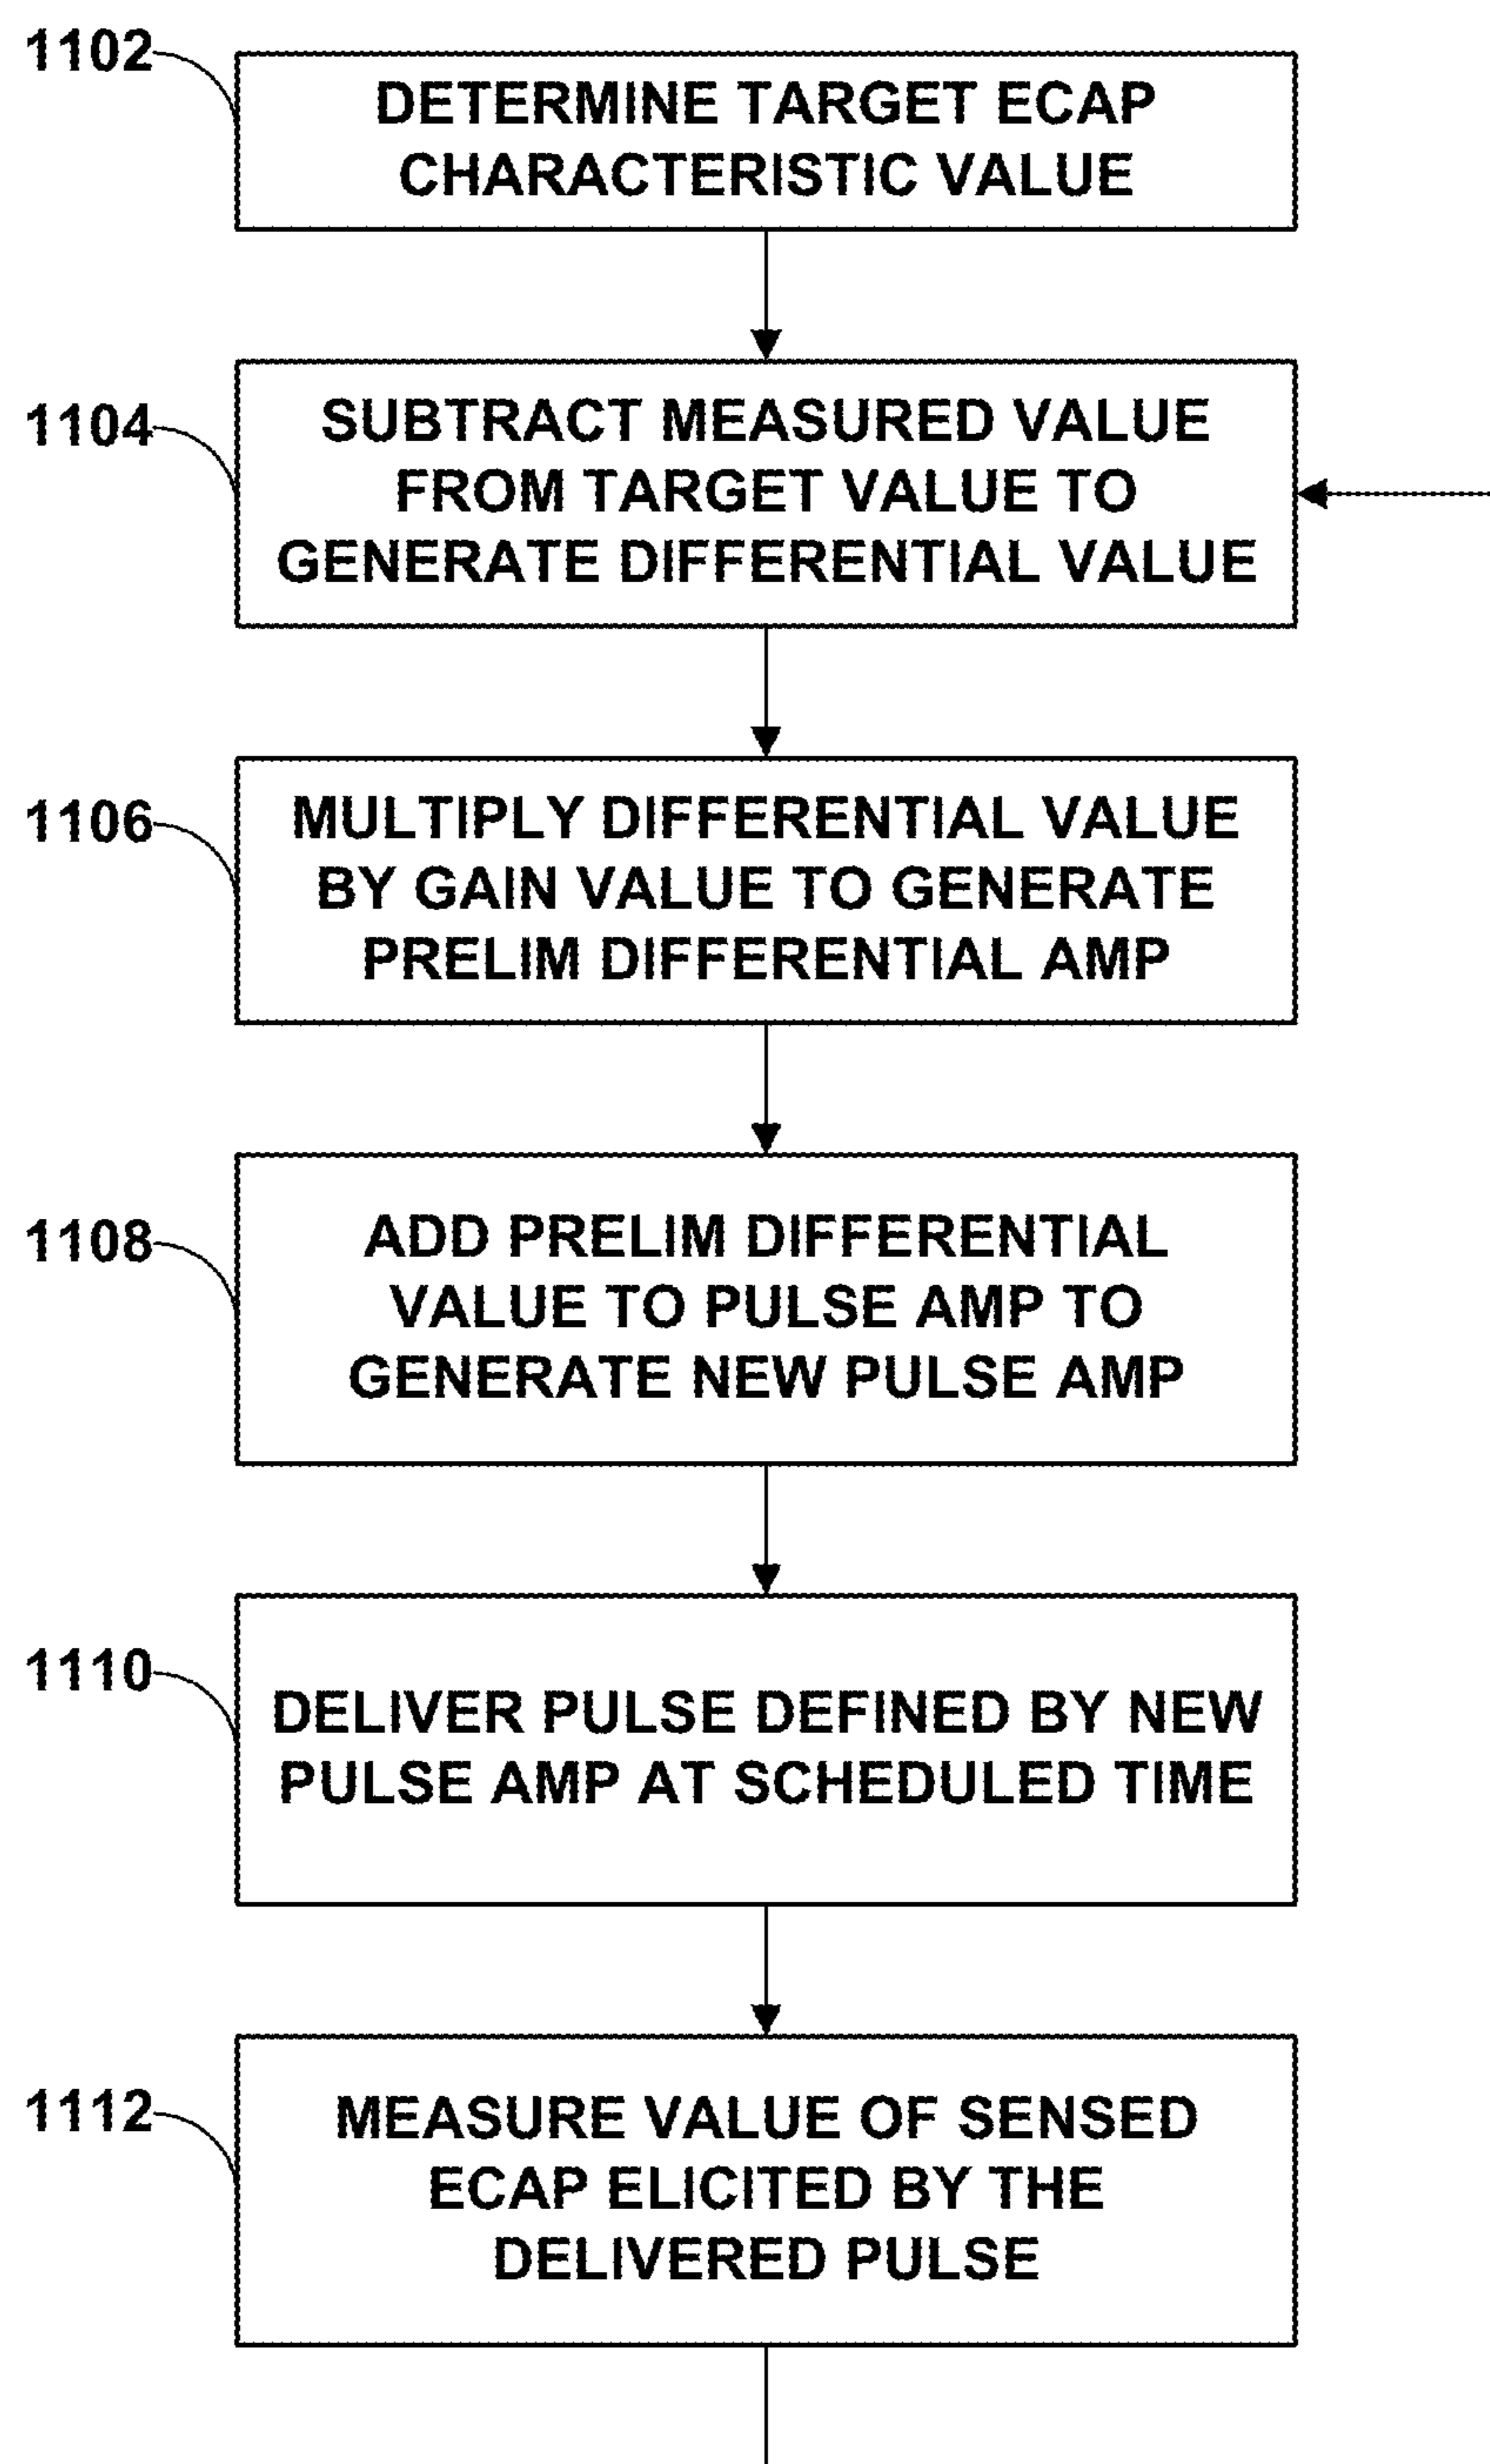 1102
DETERMINE TARGET ECAP
CHARACTERISTIC VALUE
1104
SUBTRACT MEASURED VALUE
FROM TARGET VALUE TO
GENERATE DIFFERENTIAL VALUE
1106
MULTIPLY DIFFERENTIAL VALUE
BY GAIN VALUE TO GENERATE
PRELIM DIFFERENTIAL AMP
1108
ADD PRELIM DIFFERENTIAL
VALUE TO PULSE AMP TO
GENERATE NEW PULSE AMP
1110
DELIVER PULSE DEFINED BY NEW
PULSE AMP AT SCHEDULED TIME
1112
MEASURE VALUE OF SENSED
ECAP ELICITED BY THE
DELIVERED PULSE